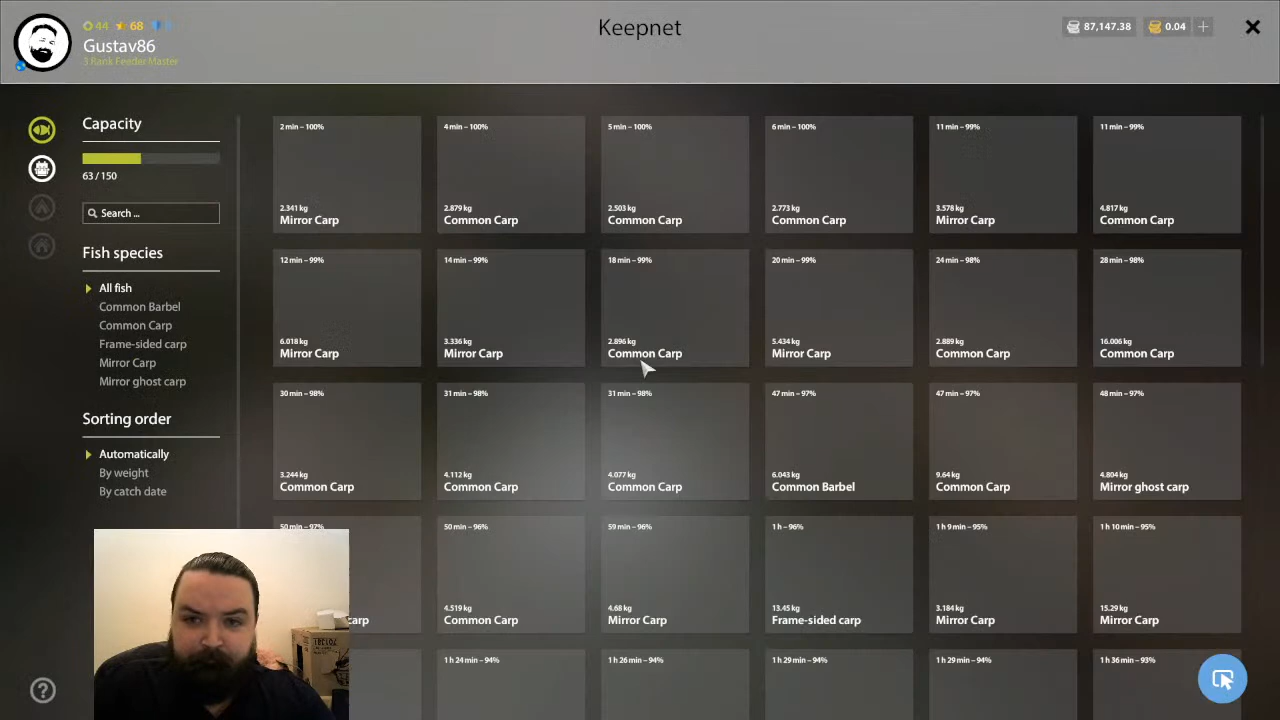 44 68
Keepnet
87,147.38 0.04 +
Gustav86
3 Rank Feeder Master
Capacity
63 / 150
Search ...
Fish species
All fish
Common Barbel
Common Carp
Frame-sided carp
Mirror Carp
Mirror ghost carp
Sorting order
Automatically
By weight
By catch date
2 min – 100%
2.341 kg
Mirror Carp
4 min – 100%
2.879 kg
Common Carp
5 min – 100%
2.503 kg
Common Carp
6 min – 100%
2.773 kg
Common Carp
11 min – 99%
3.578 kg
Mirror Carp
11 min – 99%
4.817 kg
Common Carp
12 min – 99%
6.018 kg
Mirror Carp
14 min – 99%
3.336 kg
Mirror Carp
18 min – 99%
2.896 kg
Common Carp
20 min – 99%
5.434 kg
Mirror Carp
24 min – 98%
2.889 kg
Common Carp
28 min – 98%
16.006 kg
Common Carp
30 min – 98%
3.244 kg
Common Carp
31 min – 98%
4.112 kg
Common Carp
31 min – 98%
4.077 kg
Common Carp
47 min – 97%
6.043 kg
Common Barbel
47 min – 97%
9.64 kg
Common Carp
48 min – 97%
4.804 kg
Mirror ghost carp
50 min – 97%
carp
50 min – 96%
4.519 kg
Common Carp
59 min – 96%
4.68 kg
Mirror Carp
1 h – 96%
13.45 kg
Frame-sided carp
1 h 9 min – 95%
3.184 kg
Mirror Carp
1 h 10 min – 95%
15.29 kg
Mirror Carp
1 h 24 min – 94%
1 h 26 min – 94%
1 h 29 min – 94%
1 h 29 min – 94%
1 h 36 min – 93%
?